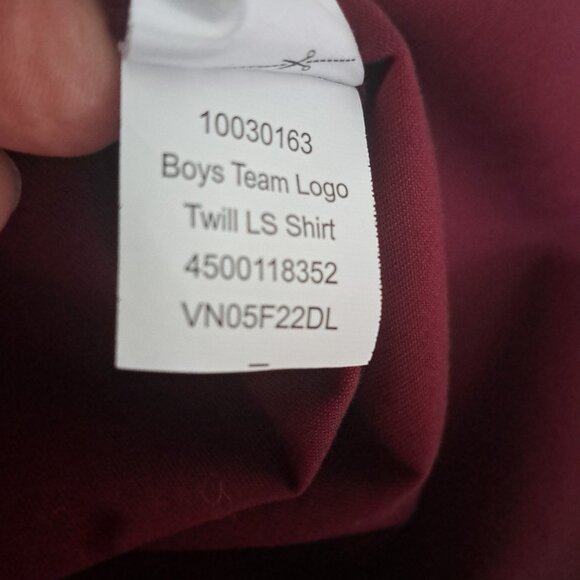 10030163
Boys Team Logo
Twill LS Shirt
4500118352
VN05F22DL